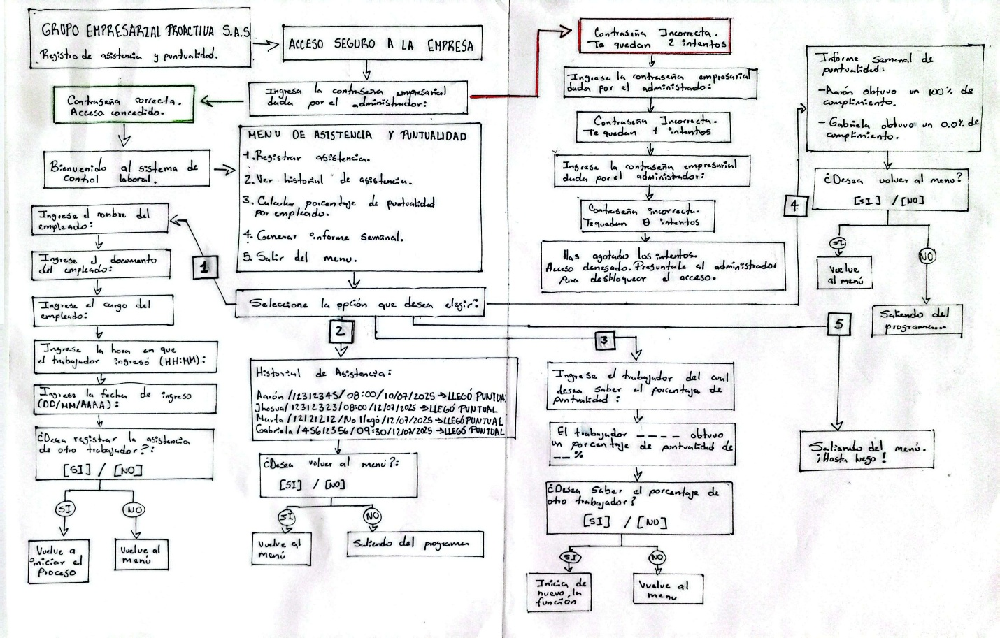 GRUPO EMPRESARIAL PROACTIVA S.A.S
Registro de asistencia y puntualidad.
ACCESO SEGURO A LA EMPRESA
Ingresa la contraseña empresarial
dada por el administrador:
Contraseña correcta.
Acceso concedido.
Bienvenido al sistema de
control laboral.
MENU DE ASISTENCIA Y PUNTUALIDAD
1. Registrar asistencia.
2. Ver historial de asistencia.
3. Calcular porcentaje de puntualidad
por empleado.
4. Generar informe semanal.
5. Salir del menu.
Seleccione la opción que desea elegir:
1
Ingrese el nombre del
empleado:
Ingrese el documento
del empleado:
Ingrese el cargo del
empleado:
Ingrese la hora en que
el trabajador ingresó (HH:MM):
Ingrese la fecha de ingreso
(DD/MM/AAAA):
¿Desea registrar la asistencia
de otro trabajador?:
[SI] / [NO]
SI
NO
Vuelve a
iniciar el
Proceso
Vuelve al
menú
2
Historial de Asistencia:
Aarón /12312345/ 08:00/10/07/2025 → LLEGÓ PUNTUAL
Jhosua/12312323/08:00/12/07/2025 → LLEGÓ PUNTUAL
Marta /12121212/No llegó/12/07/2025 → LLEGÓ PUNTUAL
Gabriela /45612356/09:30/12/07/2025 → LLEGÓ PUNTUAL
¿Desea volver al menú?:
[SI] / [NO]
SI
NO
Vuelve al
menú
Saliendo del programa
Contraseña Incorrecta.
Te quedan 2 intentos
Ingrese la contraseña empresarial
dada por el administrado:
Contraseña Incorrecta.
Te quedan 1 intentos
Ingrese la contraseña empresarial
dada por el administrador:
Contraseña incorrecta.
Te quedan 0 intentos
Has agotado los intentos.
Acceso denegado. Preguntale al administrador
para desbloquear el acceso.
3
Ingrese el trabajador del cual
desea saber el porcentaje de
puntualidad:
El trabajador ---- obtuvo
un porcentaje de puntualidad de
--%
¿Desea saber el porcentaje de
otro trabajador?
[SI] / [NO]
SI
NO
Inicia de
nuevo la
función
Vuelve al
menu
4
Informe Semanal de
puntualidad:
-Aarón obtuvo un 100% de
cumplimiento.
- Gabriela obtuvo un 0.0% de
cumplimiento.
¿Desea volver al menu?
[SI] / [NO]
SI
NO
Vuelve
al menú
Saliendo del
programa...
5
Saliendo del menú.
¡Hasta luego!